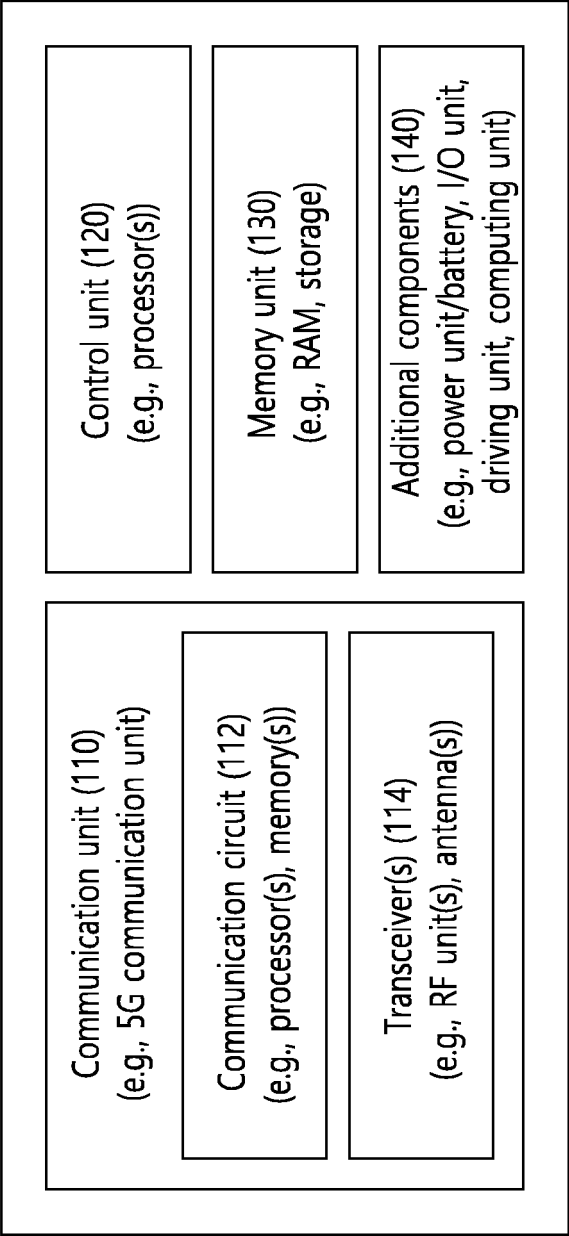 Communication unit (110)
(e.g., 5G communication unit)
Communication circuit (112)
(e.g., processor(s), memory(s))
Transceiver(s) (114)
(e.g., RF unit(s), antenna(s))
Control unit (120)
(e.g., processor(s))
Memory unit (130)
(e.g., RAM, storage)
Additional components (140)
(e.g., power unit/battery, I/O unit,
driving unit, computing unit)